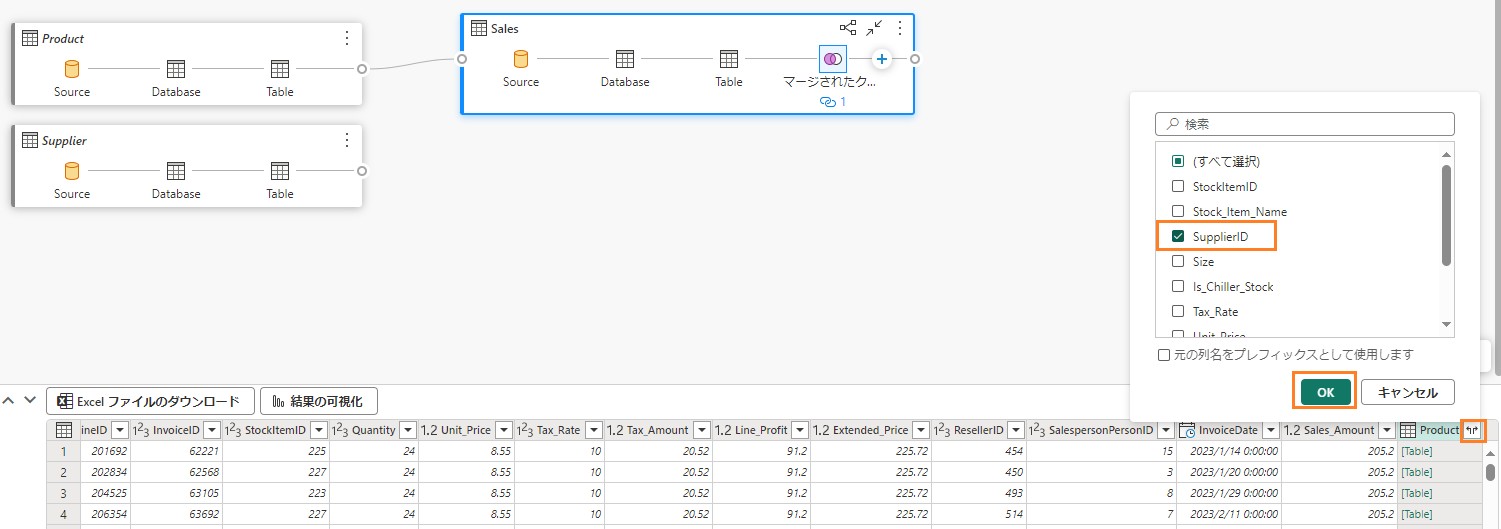 Product
Source
Database
Table
Supplier
Source
Database
Table
Sales
Source
Database
Table
マージされたク...
1
検索
(すべて選択)
StockItemID
Stock_Item_Name
SupplierID
Size
Is_Chiller_Stock
Tax_Rate
Unit_Price
元の列名をプレフィックスとして使用します
OK
キャンセル
Excel ファイルのダウンロード
結果の可視化
ineID 1²3 InvoiceID 1²3 StockItemID 1²3 Quantity 1.2 Unit_Price 1²3 Tax_Rate 1.2 Tax_Amount 1.2 Line_Profit 1.2 Extended_Price 1²3 ResellerID 1²3 SalespersonPersonID InvoiceDate 1.2 Sales_Amount Product
1 201692 62221 225 24 8.55 10 20.52 91.2 225.72 454 15 2023/1/14 0:00:00 205.2 [Table]
2 202834 62568 227 24 8.55 10 20.52 91.2 225.72 450 3 2023/1/20 0:00:00 205.2 [Table]
3 204525 63105 223 24 8.55 10 20.52 91.2 225.72 493 8 2023/1/29 0:00:00 205.2 [Table]
4 206354 63692 227 24 8.55 10 20.52 91.2 225.72 514 7 2023/2/11 0:00:00 205.2 [Table]